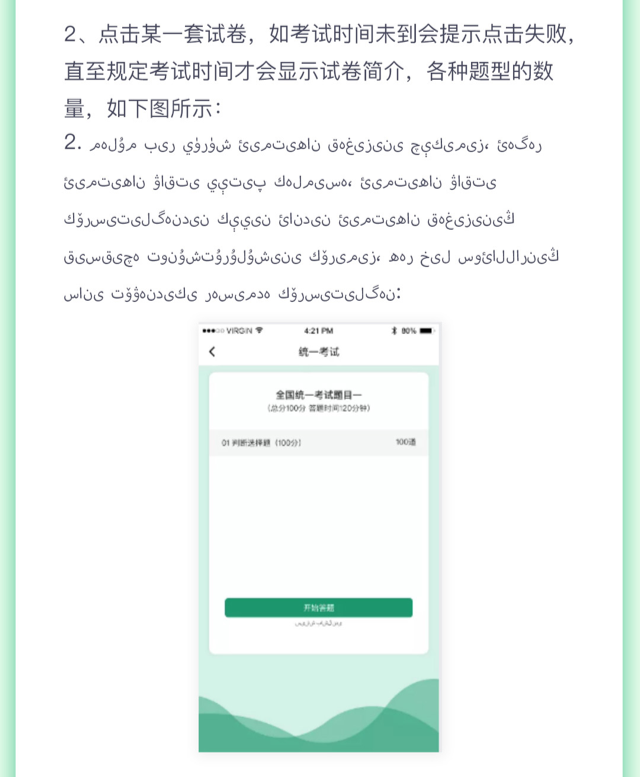 2、点击某一套试卷，如考试时间未到会提示点击失败，
直至规定考试时间才会显示试卷简介，各种题型的数
量，如下图所示：
2. مەلۇم بىر يۈرۈش ئىمتىھان قەغىزىنى چېكىمىز، ئەگەر
ئىمتىھان ۋاقتى يېتىپ كەلمىسە، ئىمتىھان ۋاقتى
كۆرسىتىلگەندىن كېيىن ئاندىن ئىمتىھان قەغىزىنىڭ
قىسقىچە تونۇشتۇرۇلۇشىنى كۆرىمىز، ھەر خىل سوئاللارنىڭ
سانى تۆۋەندىكى رەسىمدە كۆرسىتىلگەن:
VIRGIN 4:21 PM 80%
统一考试
全国统一考试题目一
(总分100分 答题时间120分钟)
01 判断选择题（100分） 100道
开始答题